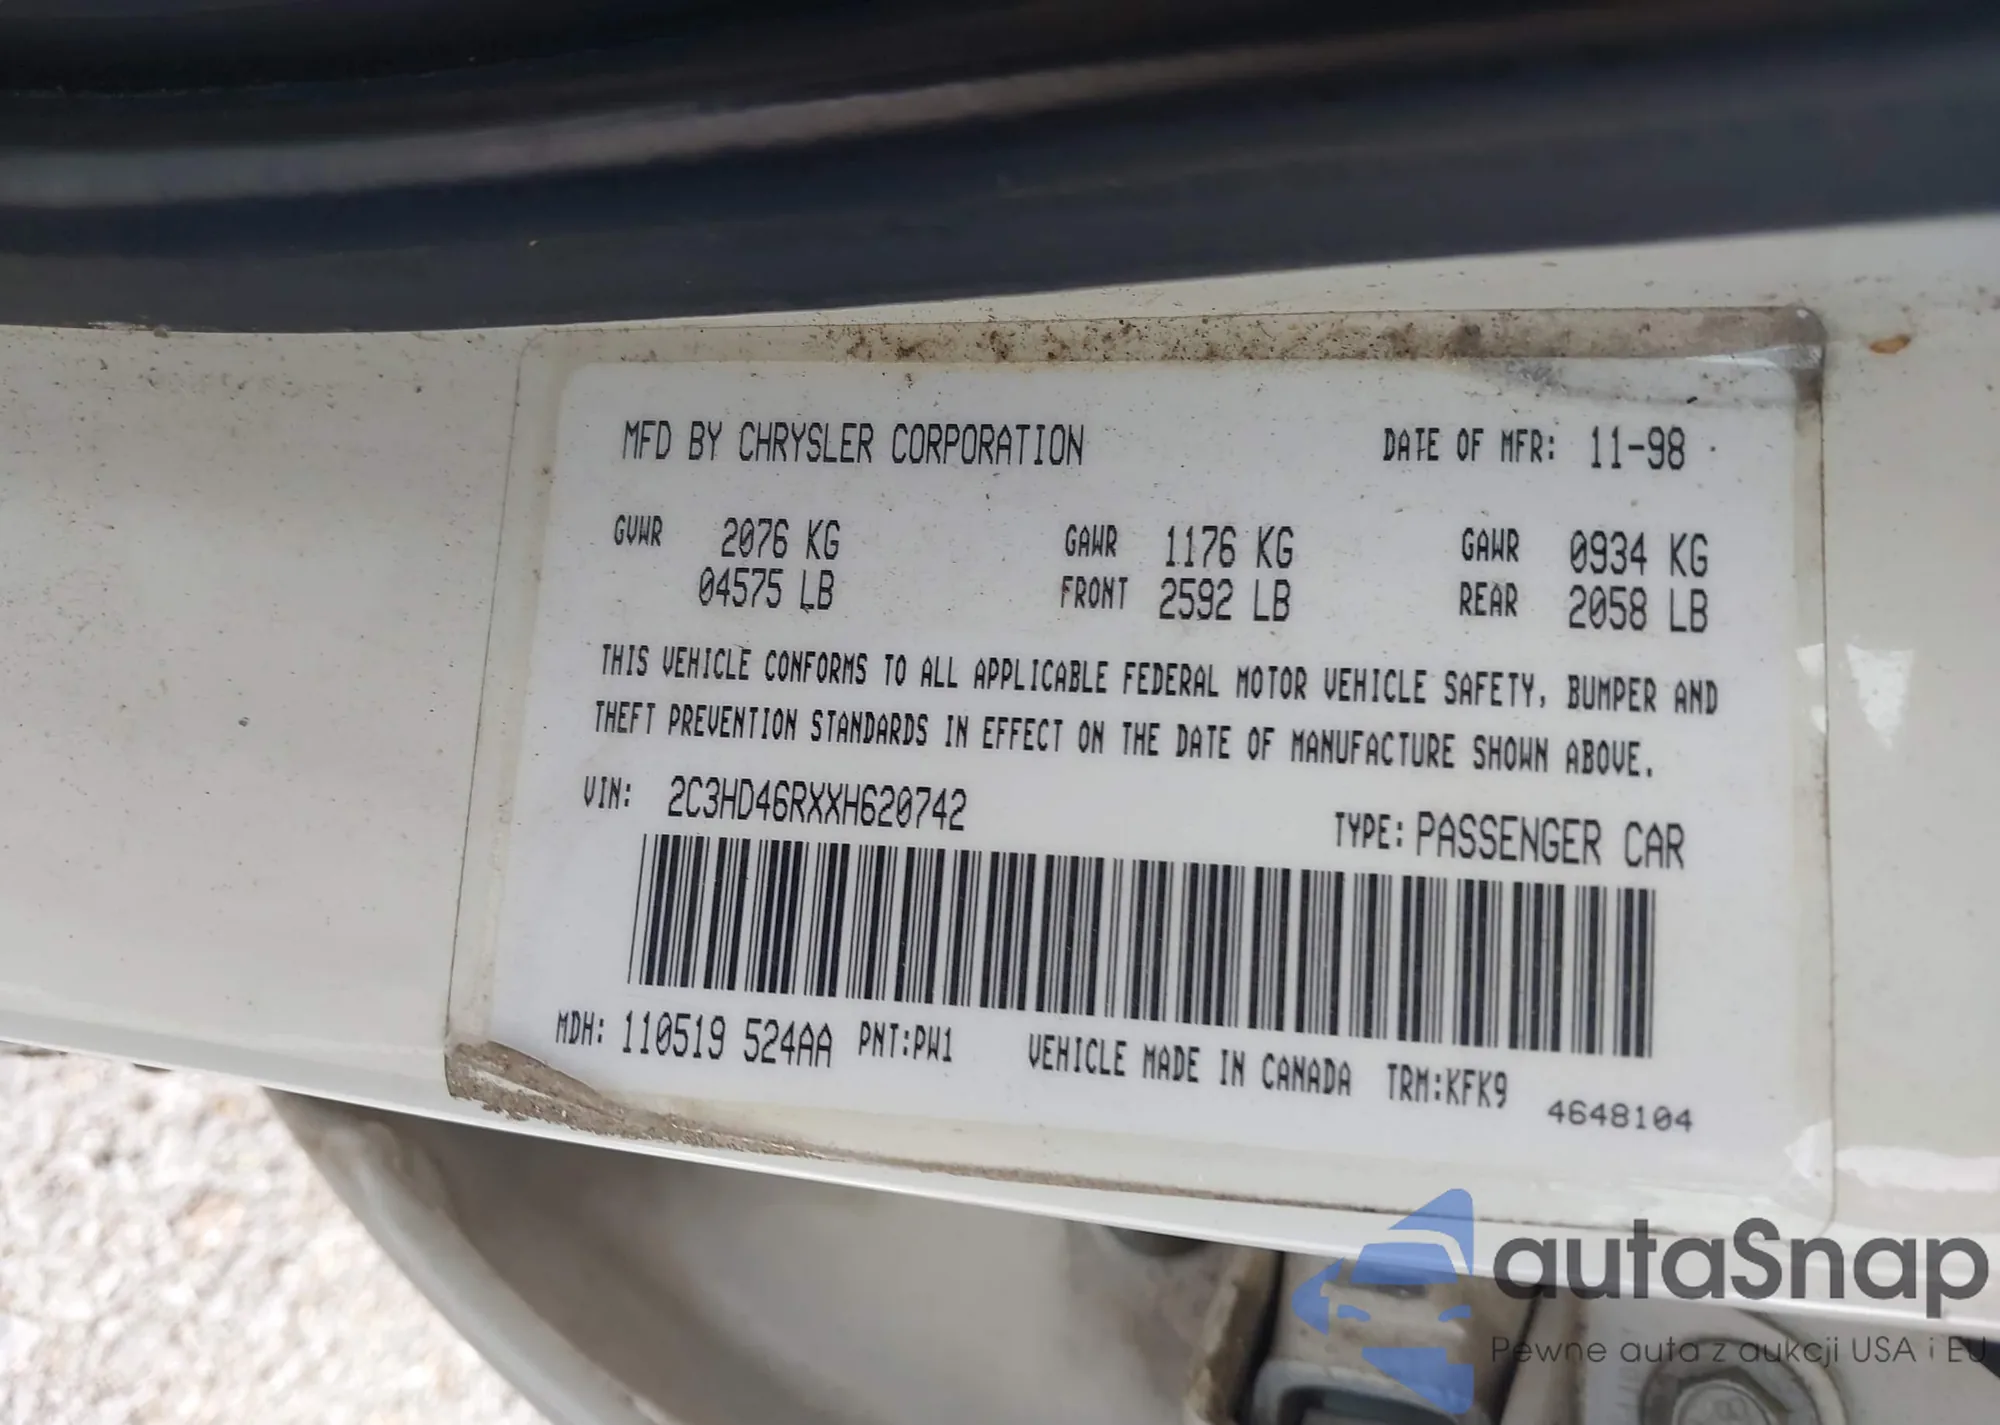 MFD BY CHRYSLER CORPORATION DATE OF MFR: 11-98
GVWR 2076 KG GAWR 1176 KG GAWR 0934 KG
04575 LB FRONT 2592 LB REAR 2058 LB
THIS VEHICLE CONFORMS TO ALL APPLICABLE FEDERAL MOTOR VEHICLE SAFETY, BUMPER AND
THEFT PREVENTION STANDARDS IN EFFECT ON THE DATE OF MANUFACTURE SHOWN ABOVE.
VIN: 2C3HD46RXXH620742 TYPE: PASSENGER CAR
MDH: 110519 524AA PNT:PW1 VEHICLE MADE IN CANADA TRM:KFK9 4648104
autaSnap
Pewne auta z aukcji USA i EU